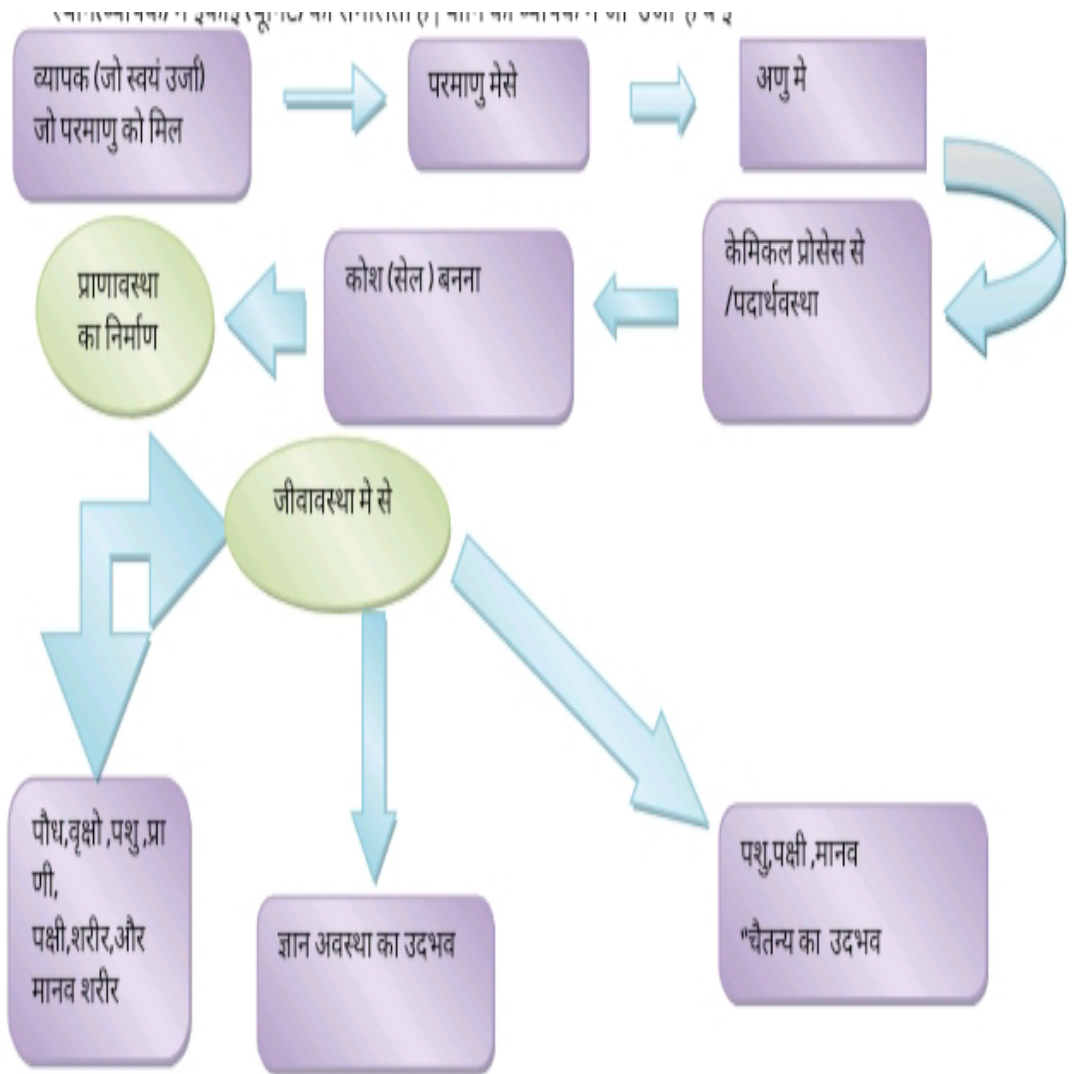 व्यापक (जो स्वयं उर्जा)
जो परमाणु को मिल
परमाणु मेसे
अणु मे
केमिकल प्रोसेस से
/पदार्थवस्था
कोश (सेल ) बनना
प्राणावस्था
का निर्माण
जीवावस्था मे से
पौध,वृक्षो ,पशु ,प्रा
णी,
पक्षी,शरीर,और
मानव शरीर
ज्ञान अवस्था का उदभव
पशु,पक्षी ,मानव
"चैतन्य का उदभव